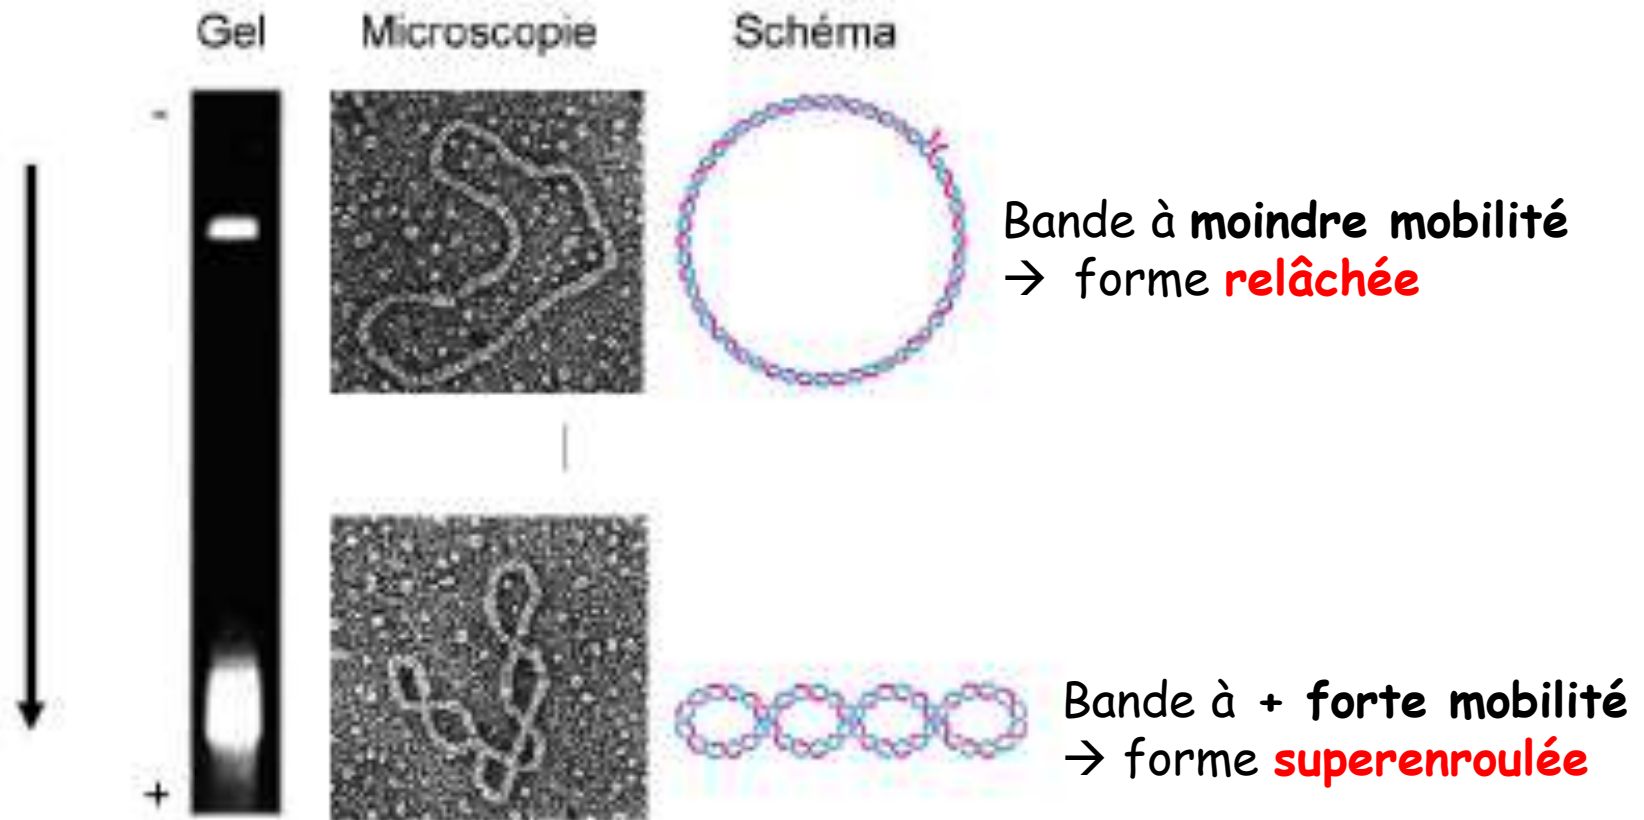 Gel Microscopie Schéma
-
Bande à moindre mobilité
→ forme relâchée
Bande à + forte mobilité
→ forme superenroulée
+